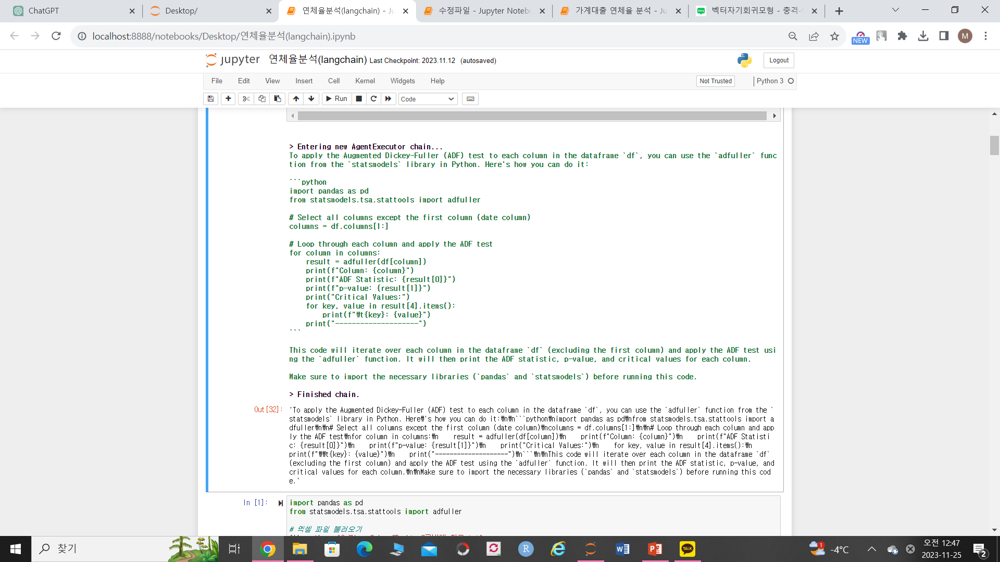 ChatGPT
Desktop/
연체율분석(langchain) - Ju
수정파일 - Jupyter Notebo
가계대출 연체율 분석 - Ju
벡터자기회귀모형 - 충격-
localhost:8888/notebooks/Desktop/연체율분석(langchain).ipynb
NEW
M
jupyter 연체율분석(langchain) Last Checkpoint: 2023.11.12 (autosaved)
Logout
File Edit View Insert Cell Kernel Widgets Help
Not Trusted
Python 3
Run
Code
> Entering new AgentExecutor chain...
To apply the Augmented Dickey-Fuller (ADF) test to each column in the dataframe `df`, you can use the `adfuller` func
tion from the `statsmodels` library in Python. Here's how you can do it:
```python
import pandas as pd
from statsmodels.tsa.stattools import adfuller
# Select all columns except the first column (date column)
columns = df.columns[1:]
# Loop through each column and apply the ADF test
for column in columns:
    result = adfuller(df[column])
    print(f"Column: {column}")
    print(f"ADF Statistic: {result[0]}")
    print(f"p-value: {result[1]}")
    print("Critical Values:")
    for key, value in result[4].items():
        print(f"₩t{key}: {value}")
    print("--------------------")
```
This code will iterate over each column in the dataframe `df` (excluding the first column) and apply the ADF test usi
ng the `adfuller` function. It will then print the ADF statistic, p-value, and critical values for each column.
Make sure to import the necessary libraries (`pandas` and `statsmodels`) before running this code.
> Finished chain.
Out[32]:
'To apply the Augmented Dickey-Fuller (ADF) test to each column in the dataframe `df`, you can use the `adfuller` function from the `
statsmodels` library in Python. Here₩'s how you can do it:₩n₩n```python₩nimport pandas as pd₩nfrom statsmodels.tsa.stattools import a
dfuller₩n₩n# Select all columns except the first column (date column)₩ncolumns = df.columns[1:]₩n₩n# Loop through each column and app
ly the ADF test₩nfor column in columns:₩n    result = adfuller(df[column])₩n    print(f"Column: {column}")₩n    print(f"ADF Statisti
c: {result[0]}")₩n    print(f"p-value: {result[1]}")₩n    print("Critical Values:")₩n    for key, value in result[4].items():₩n
print(f"₩₩t{key}: {value}")₩n    print("--------------------")₩n```₩n₩nThis code will iterate over each column in the dataframe `df`
(excluding the first column) and apply the ADF test using the `adfuller` function. It will then print the ADF statistic, p-value, and
critical values for each column.₩n₩nMake sure to import the necessary libraries (`pandas` and `statsmodels`) before running this cod
e.'
In [1]:
import pandas as pd
from statsmodels.tsa.stattools import adfuller
# 엑셀 파일 불러오기
찾기
TALK
1
-4°C
오전 12:47
2023-11-25
2